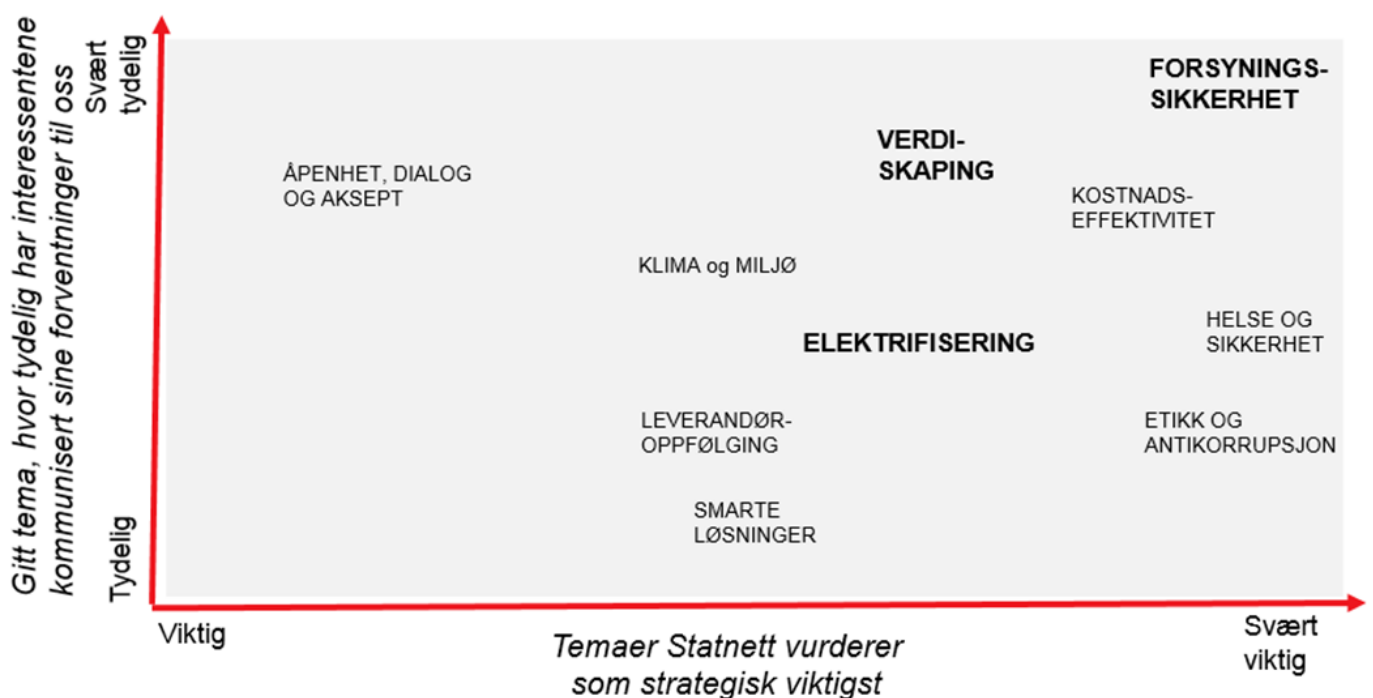 Gitt tema, hvor tydelig har interessentene
kommunisert sine forventninger til oss
Svært
tydelig
Tydelig
FORSYNINGS-
SIKKERHET
VERDI-
SKAPING
ÅPENHET, DIALOG
OG AKSEPT
KOSTNADS-
EFFEKTIVITET
KLIMA og MILJØ
HELSE OG
SIKKERHET
ELEKTRIFISERING
LEVERANDØR-
OPPFØLGING
ETIKK OG
ANTIKORRUPSJON
SMARTE
LØSNINGER
Viktig
Temaer Statnett vurderer
som strategisk viktigst
Svært
viktig